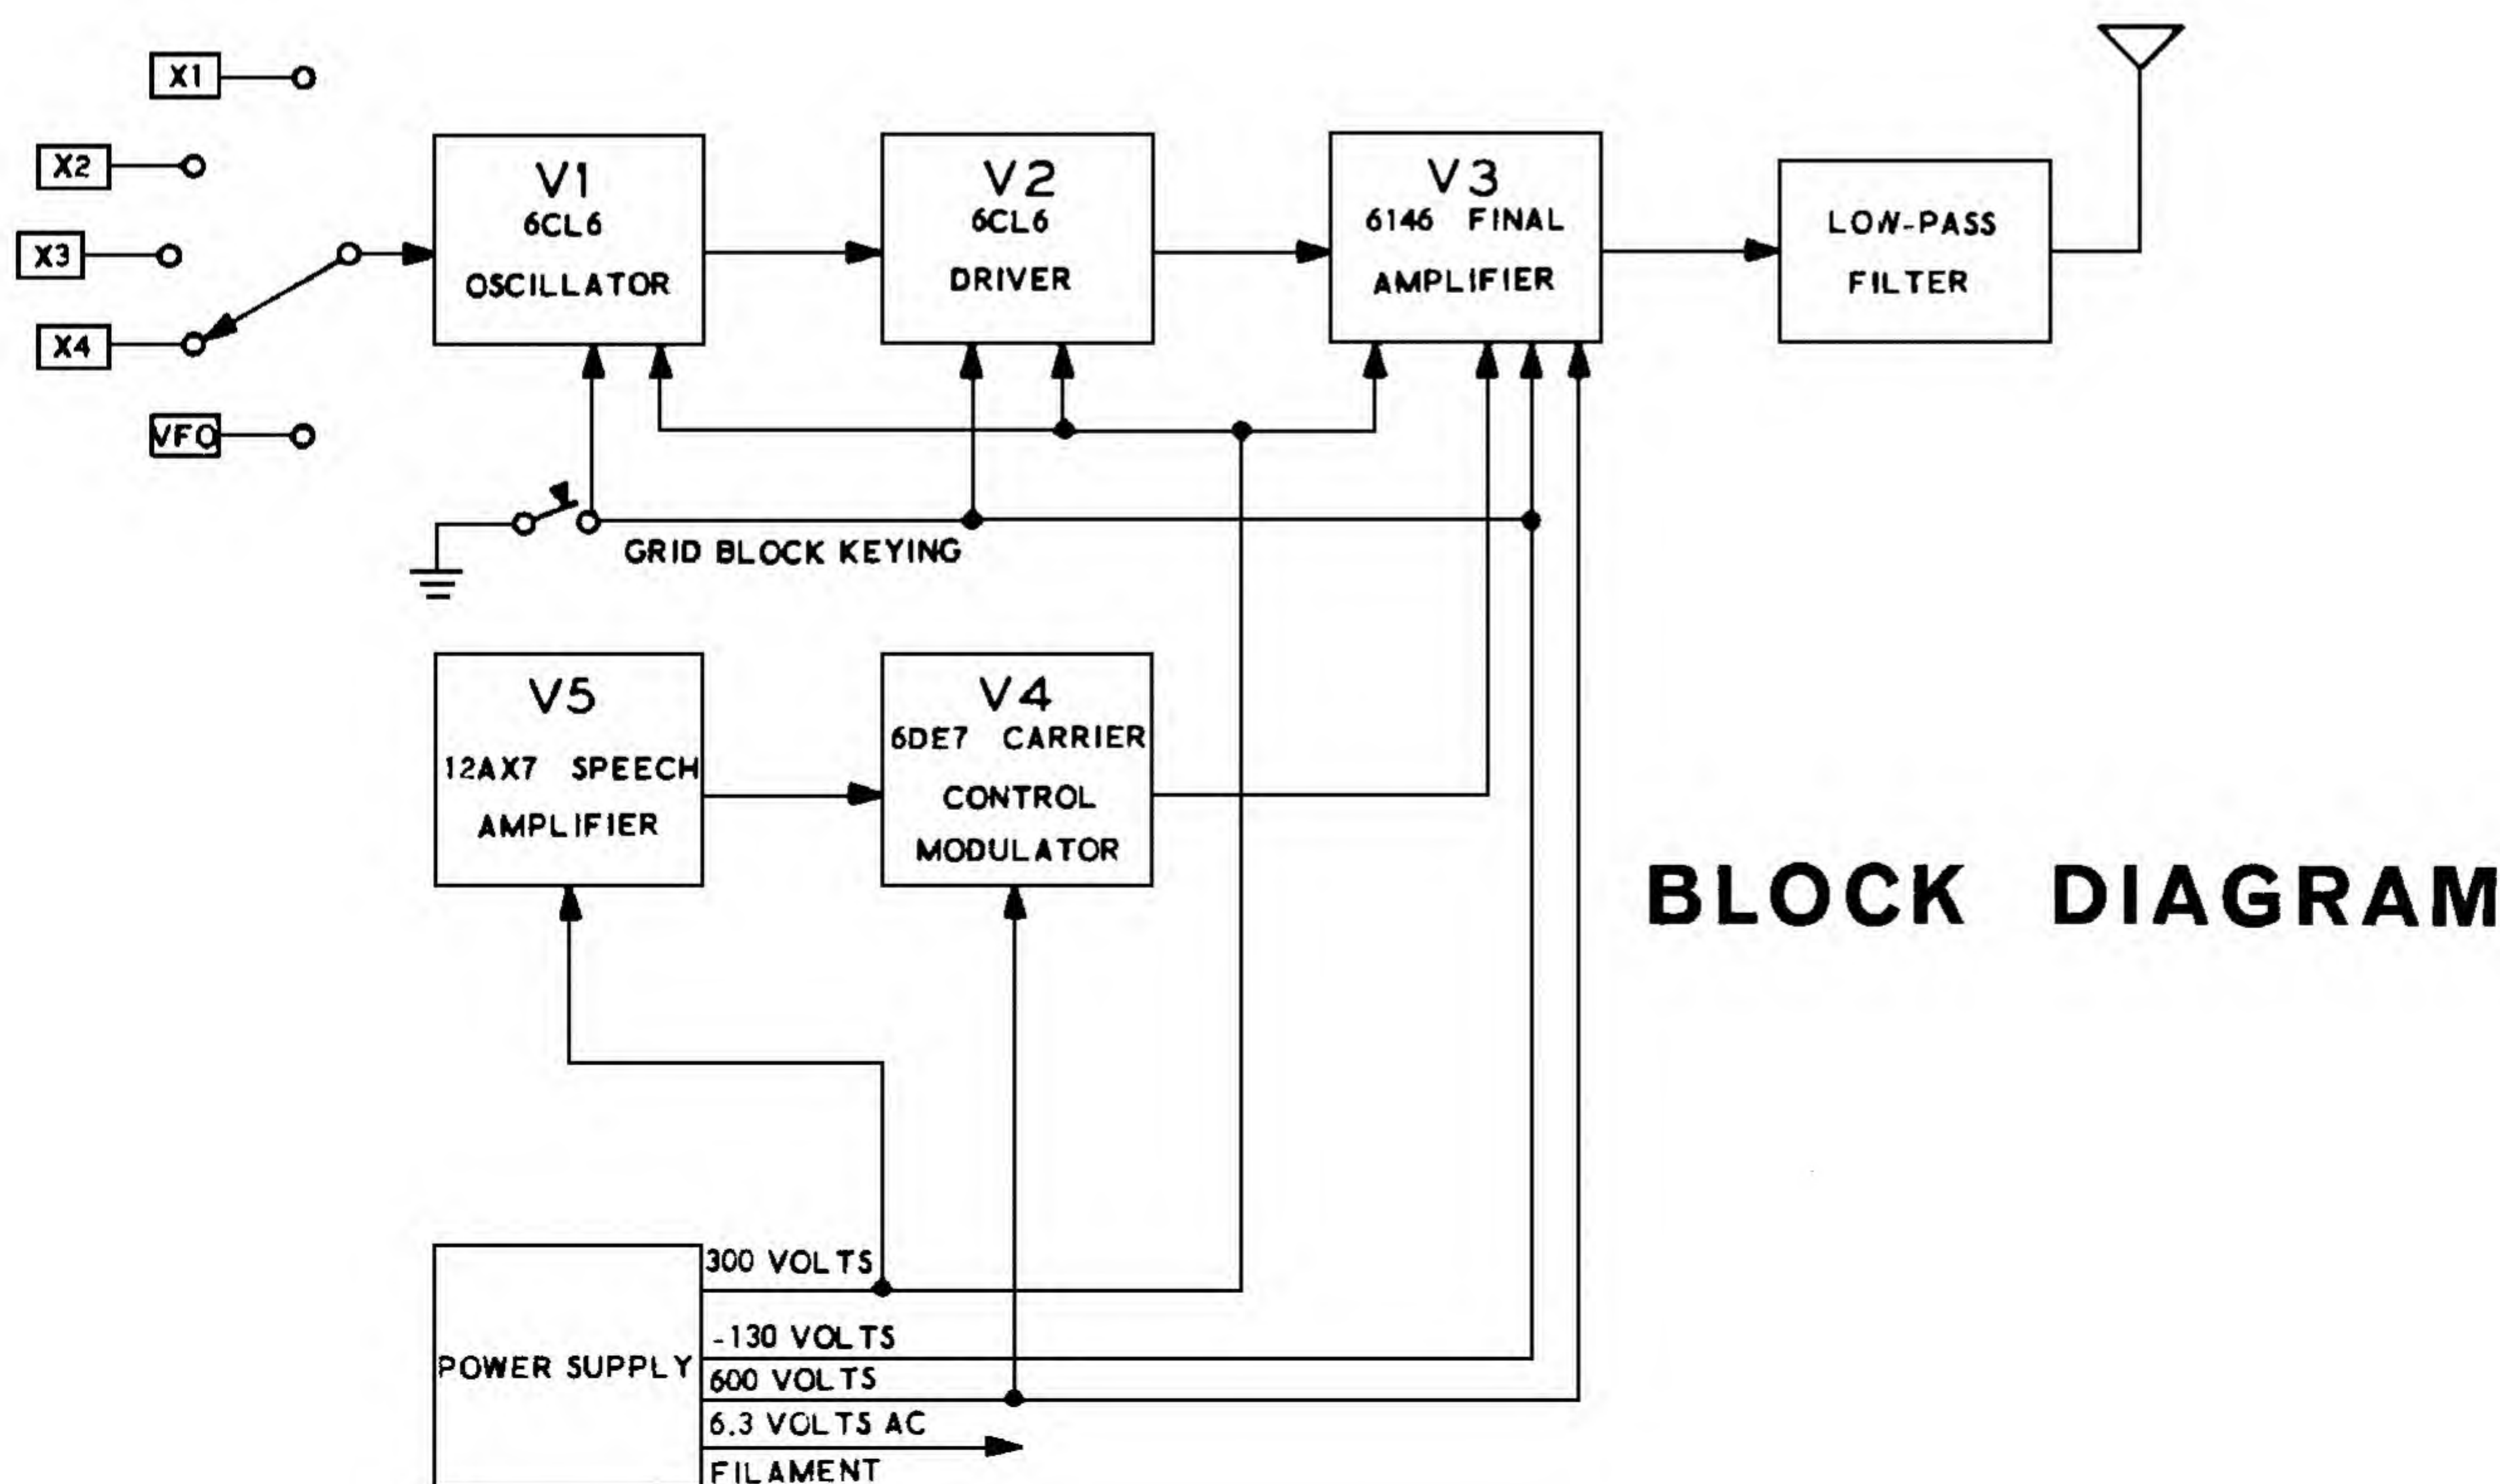 X1
X2
X3
X4
VFO
V1
6CL6
OSCILLATOR
V2
6CL6
DRIVER
V3
6146 FINAL
AMPLIFIER
LOW-PASS
FILTER
GRID BLOCK KEYING
V5
12AX7 SPEECH
AMPLIFIER
V4
6DE7 CARRIER
CONTROL
MODULATOR
BLOCK DIAGRAM
POWER SUPPLY
300 VOLTS
-130 VOLTS
600 VOLTS
6.3 VOLTS AC
FILAMENT